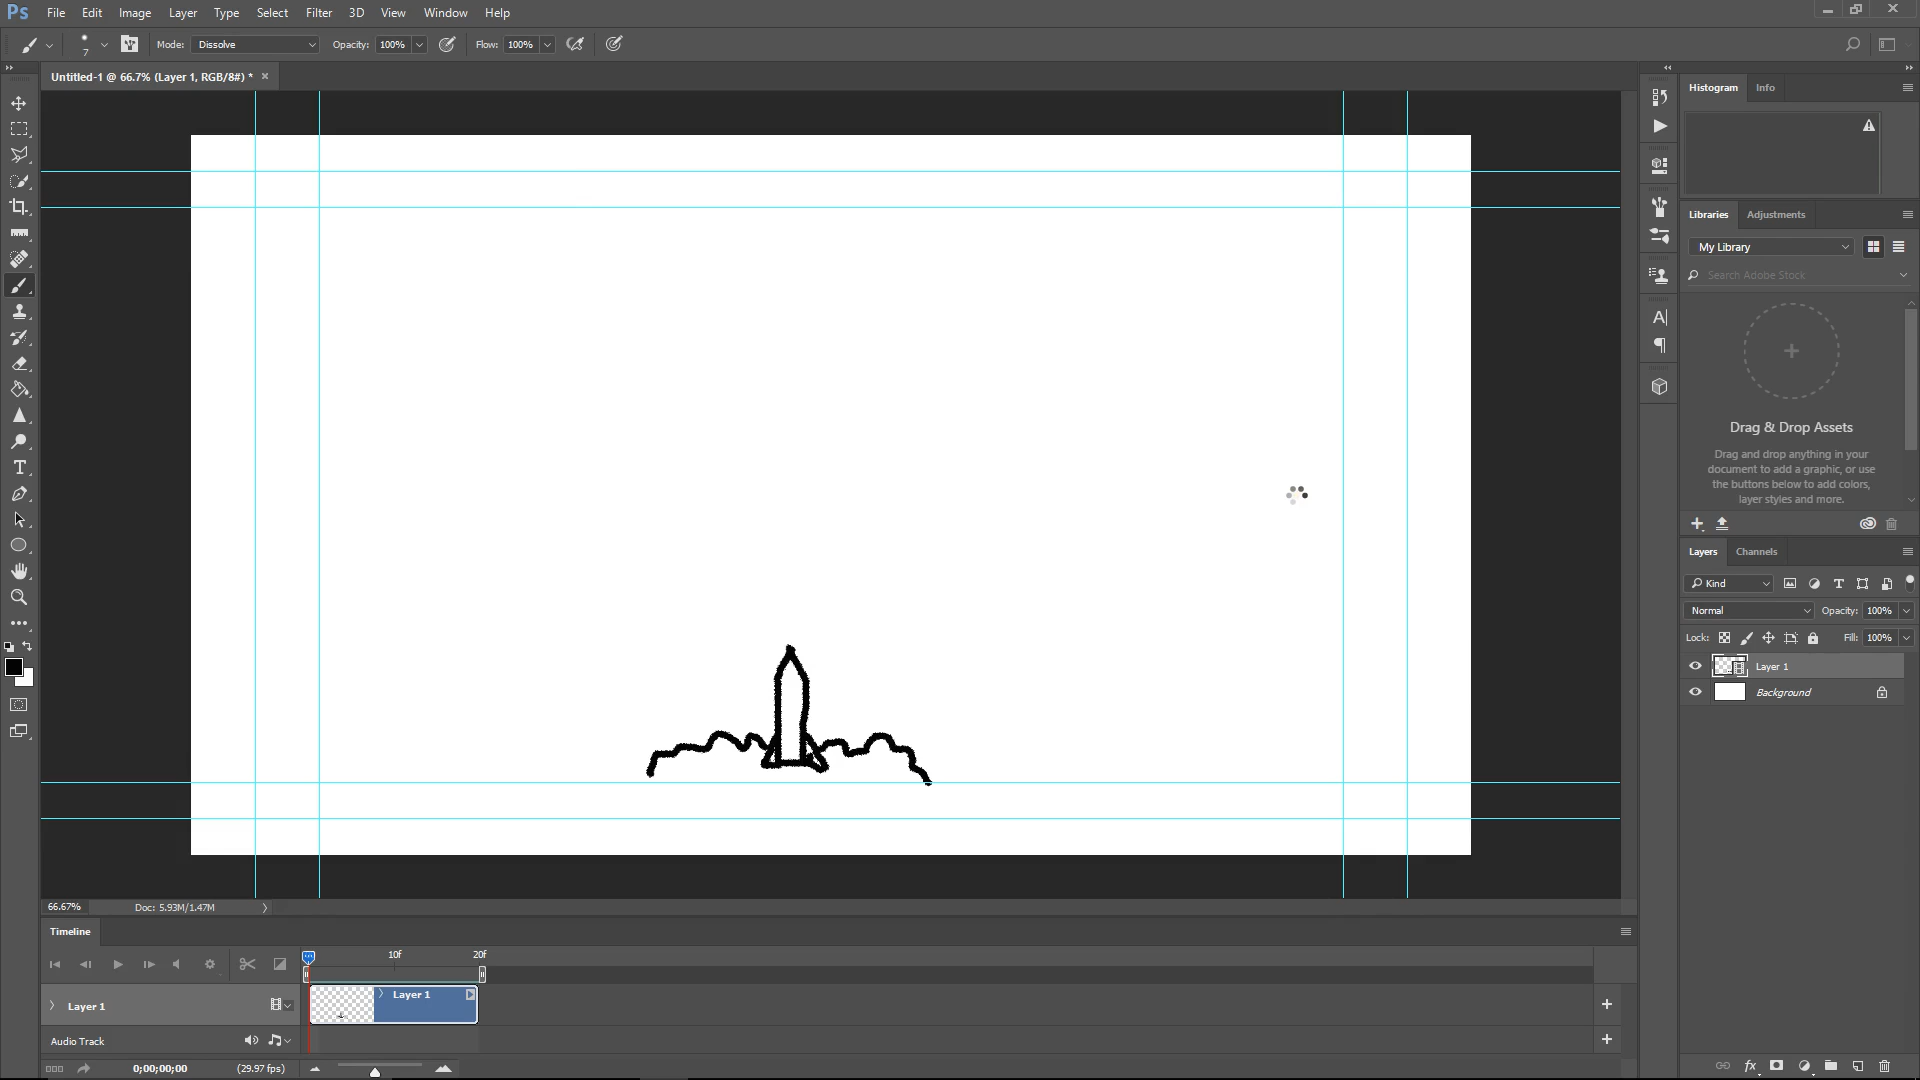 Ps File Edit Image Layer Type Select Filter 3D View Window Help
7 Mode: Dissolve Opacity: 100% Flow: 100%
Untitled-1 @ 66.7% (Layer 1, RGB/8#) * ×
Histogram Info
Libraries Adjustments
My Library
Search Adobe Stock
Drag & Drop Assets
Drag and drop anything in your
document to add a graphic, or use
the buttons below to add colors,
layer styles and more.
Layers Channels
Kind
Normal Opacity: 100%
Lock: Fill: 100%
Layer 1
Background
66.67% Doc: 5.93M/1.47M
Timeline
10f 20f
Layer 1 Layer 1
Audio Track
0;00;00;00 (29.97 fps)